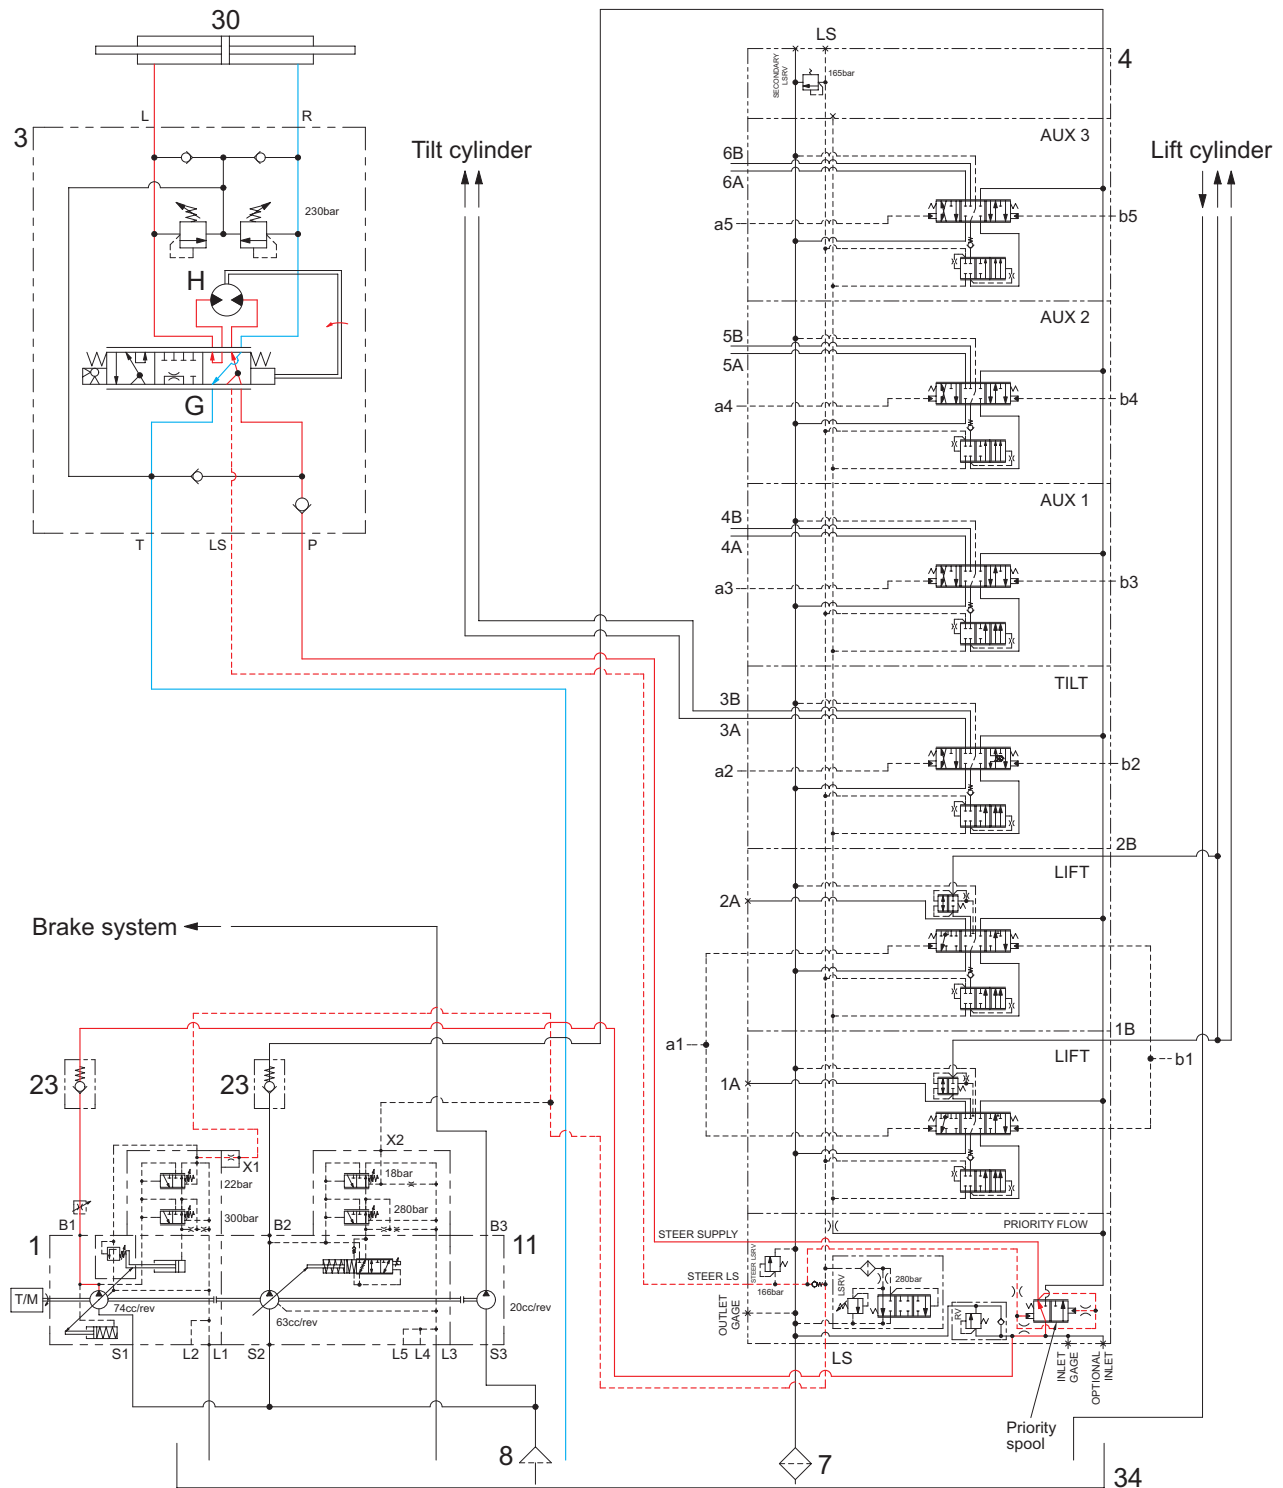 30
LS
4
SECONDARY
LSRV
165bar
L
R
3
Tilt cylinder
AUX 3
Lift cylinder
6B
6A
230bar
a5
b5
H
AUX 2
5B
5A
G
a4
b4
AUX 1
4B
4A
T
LS
P
a3
b3
TILT
3B
3A
a2
b2
2B
LIFT
2A
Brake system
1B
a1
LIFT
b1
23
23
1A
X1
X2
22bar
18bar
300bar
280bar
B1
B2
B3
PRIORITY FLOW
STEER SUPPLY
1
11
STEER LSRV
STEER LS
166bar
280bar
LSRV
T/M
74cc/rev
63cc/rev
20cc/rev
OUTLET
GAGE
RV
S1
L2
L1
S2
L5
L4
L3
S3
LS
INLET
GAGE
OPTIONAL
INLET
Priority
spool
8
7
34